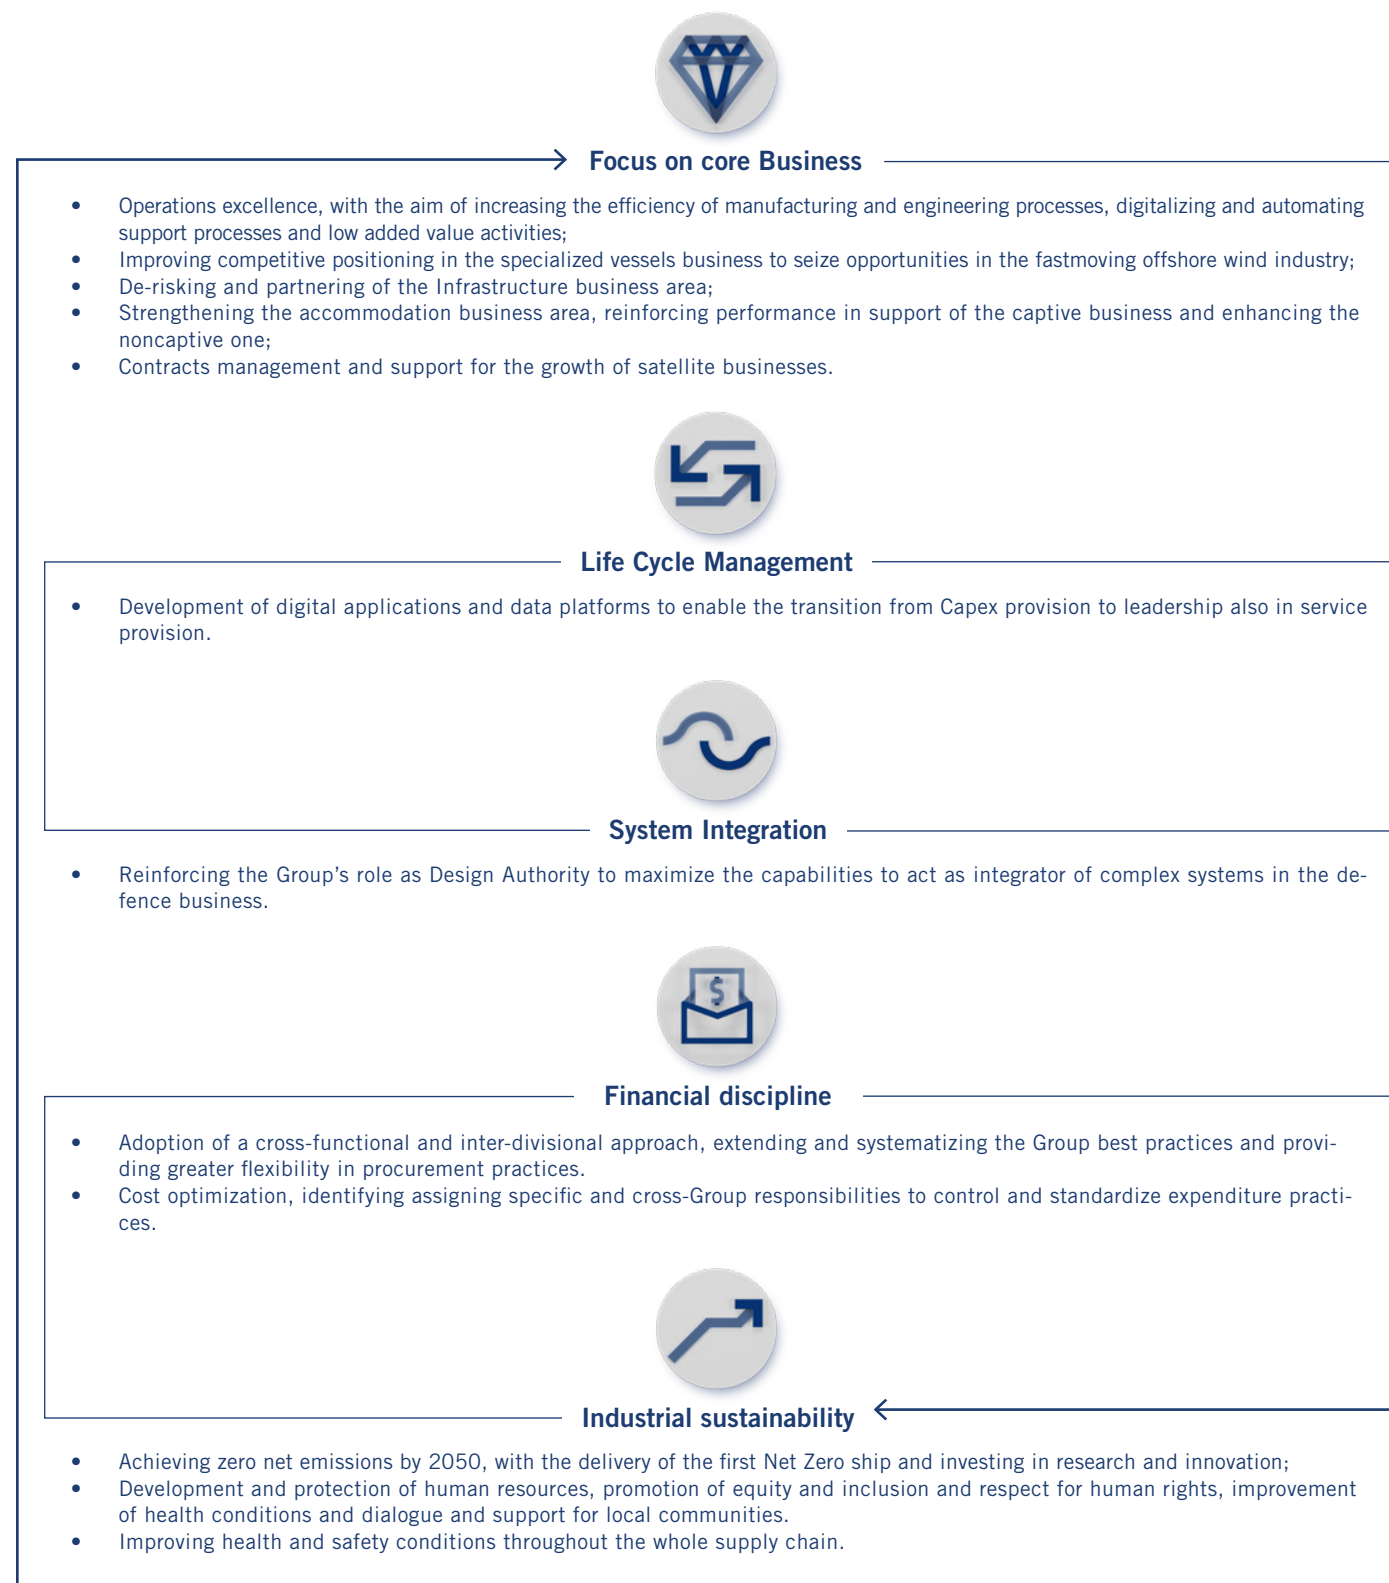 Focus on core Business
• Operations excellence, with the aim of increasing the efficiency of manufacturing and engineering processes, digitalizing and automating
support processes and low added value activities;
• Improving competitive positioning in the specialized vessels business to seize opportunities in the fastmoving offshore wind industry;
• De-risking and partnering of the Infrastructure business area;
• Strengthening the accommodation business area, reinforcing performance in support of the captive business and enhancing the
noncaptive one;
• Contracts management and support for the growth of satellite businesses.
Life Cycle Management
• Development of digital applications and data platforms to enable the transition from Capex provision to leadership also in service
provision.
System Integration
• Reinforcing the Group’s role as Design Authority to maximize the capabilities to act as integrator of complex systems in the de-
fence business.
$
Financial discipline
• Adoption of a cross-functional and inter-divisional approach, extending and systematizing the Group best practices and provi-
ding greater flexibility in procurement practices.
• Cost optimization, identifying assigning specific and cross-Group responsibilities to control and standardize expenditure practi-
ces.
Industrial sustainability
• Achieving zero net emissions by 2050, with the delivery of the first Net Zero ship and investing in research and innovation;
• Development and protection of human resources, promotion of equity and inclusion and respect for human rights, improvement
of health conditions and dialogue and support for local communities.
• Improving health and safety conditions throughout the whole supply chain.